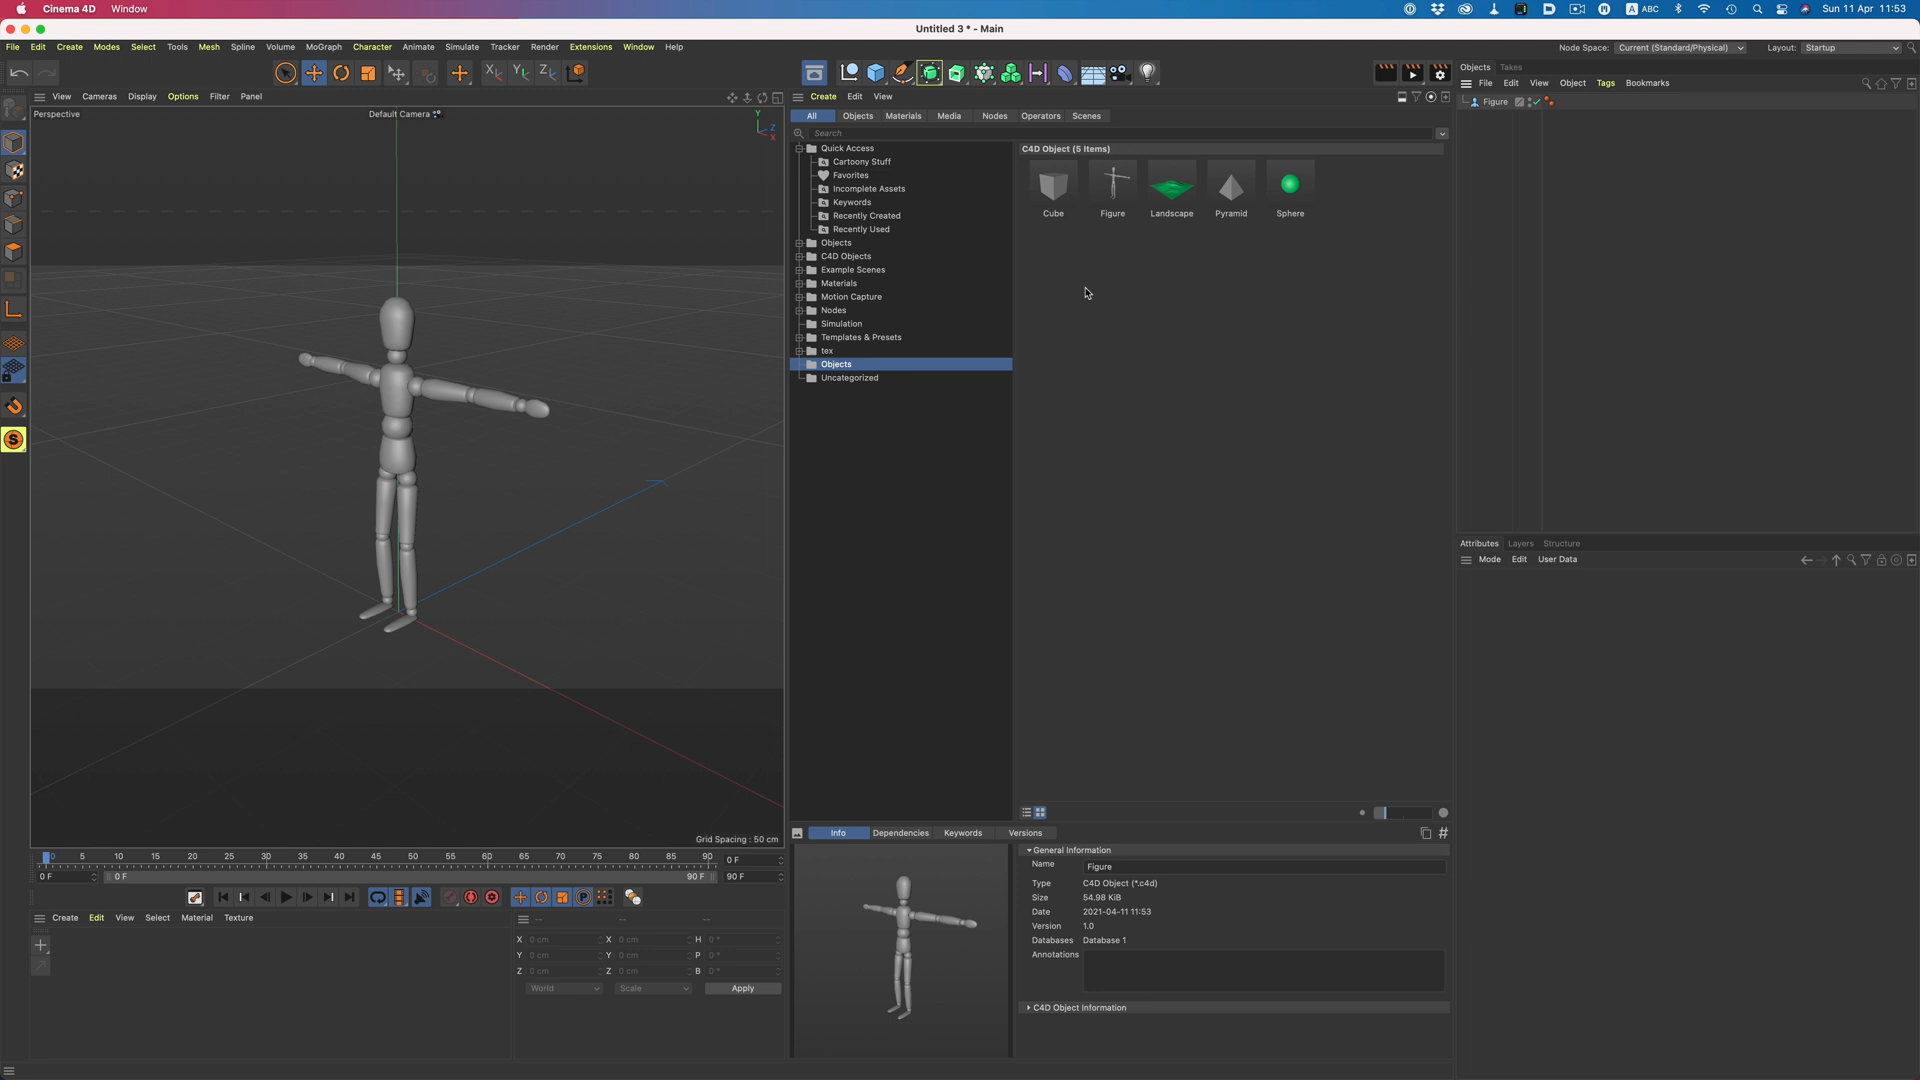 Cinema 4D Window
ABC Sun 11 Apr 11:53
Untitled 3 * - Main
File Edit Create Modes Select Tools Mesh Spline Volume MoGraph Character Animate Simulate Tracker Render Extensions Window Help
Node Space: Current (Standard/Physical) Layout: Startup
View Cameras Display Options Filter Panel
Perspective Default Camera
Y Z X
Grid Spacing : 50 cm
Create Edit View
All Objects Materials Media Nodes Operators Scenes
Search
Quick Access
Cartoony Stuff
Favorites
Incomplete Assets
Keywords
Recently Created
Recently Used
Objects
C4D Objects
Example Scenes
Materials
Motion Capture
Nodes
Simulation
Templates & Presets
tex
Objects
Uncategorized
C4D Object (5 Items)
Cube Figure Landscape Pyramid Sphere
Objects Takes
File Edit View Object Tags Bookmarks
Figure
Attributes Layers Structure
Mode Edit User Data
Info Dependencies Keywords Versions
General Information
Name Figure
Type C4D Object (*.c4d)
Size 54.98 KiB
Date 2021-04-11 11:53
Version 1.0
Databases Database 1
Annotations
C4D Object Information
0 5 10 15 20 25 30 35 40 45 50 55 60 65 70 75 80 85 90 0 F
0 F 0 F 90 F 90 F
Create Edit View Select Material Texture
-- -- --
X 0 cm X 0 cm H 0 °
Y 0 cm Y 0 cm P 0 °
Z 0 cm Z 0 cm B 0 °
World Scale Apply